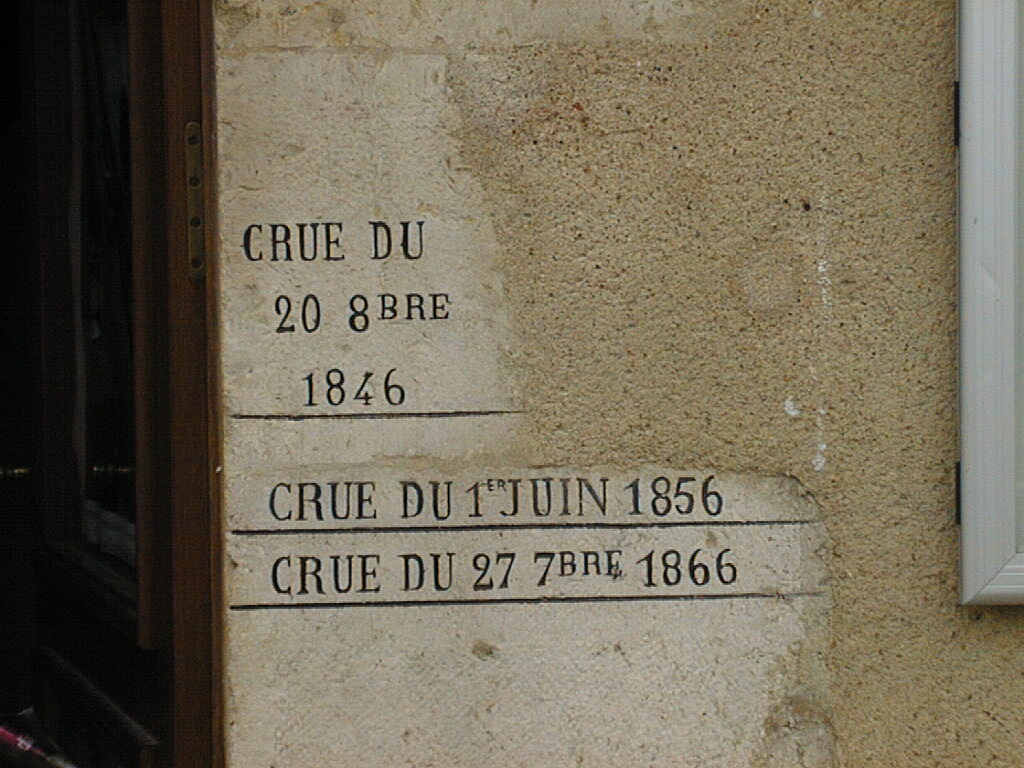 CRUE DU
20 8BRE
1846
CRUE DU 1ER JUIN 1856
CRUE DU 27 7BRE 1866